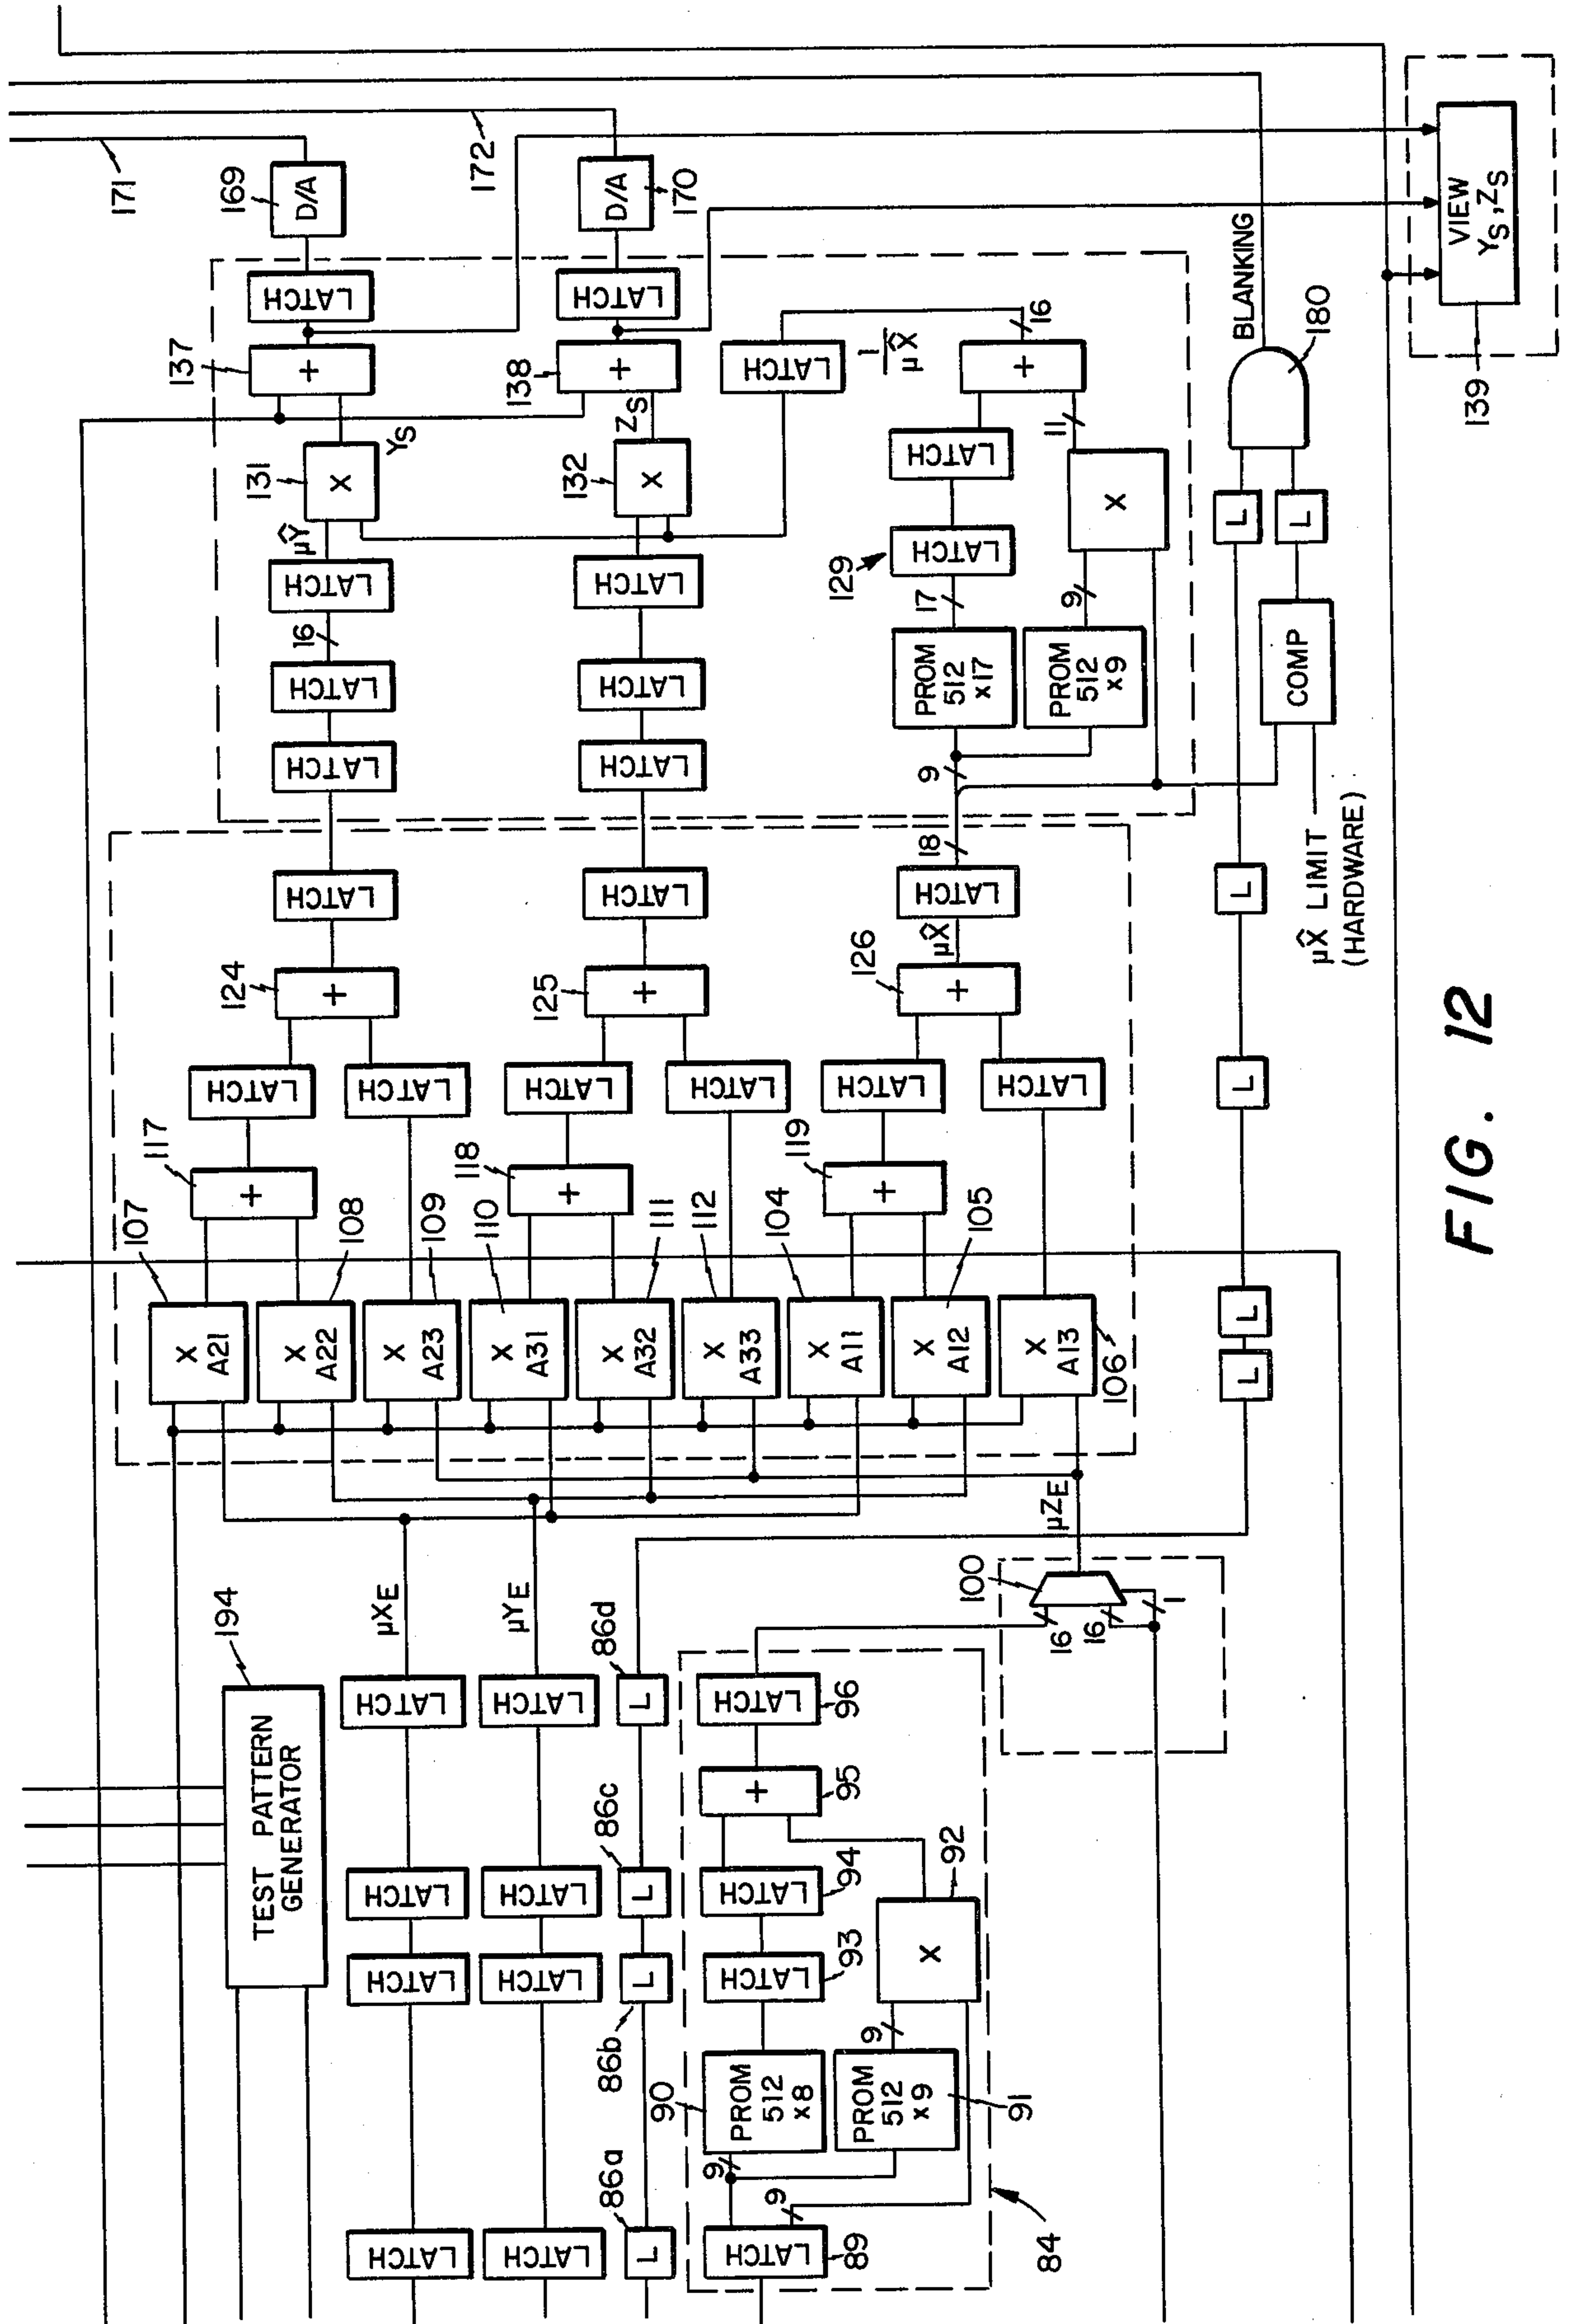 171
169
D/A
172
D/A
170
137
+
LATCH
138
+
LATCH
131
X
YS
132
X
ZS
LATCH
1/µX̂
16
+
11
µŶ
LATCH
16
LATCH
LATCH
LATCH
LATCH
LATCH
129
LATCH
LATCH
17
PROM
512
x17
9
PROM
512
x9
X
9
18
BLANKING
180
L
L
COMP
µX̂ LIMIT
(HARDWARE)
VIEW
YS,ZS
139
124
+
LATCH
125
+
LATCH
126
+
µX̂
LATCH
LATCH
LATCH
LATCH
LATCH
LATCH
LATCH
117
+
118
+
119
+
107
X
A21
108
X
A22
109
X
A23
110
X
A31
111
X
A32
112
X
A33
104
X
A11
105
X
A12
106
X
A13
L
L
L
L
194
TEST PATTERN
GENERATOR
µXE
µYE
µZE
100
16
16
1
LATCH
LATCH
LATCH
LATCH
LATCH
LATCH
LATCH
LATCH
86a
L
86b
L
86c
L
86d
L
LATCH
89
9
9
90
PROM
512
x8
PROM
512
x9
91
9
LATCH
93
LATCH
94
X
92
+
95
LATCH
96
84
FIG. 12